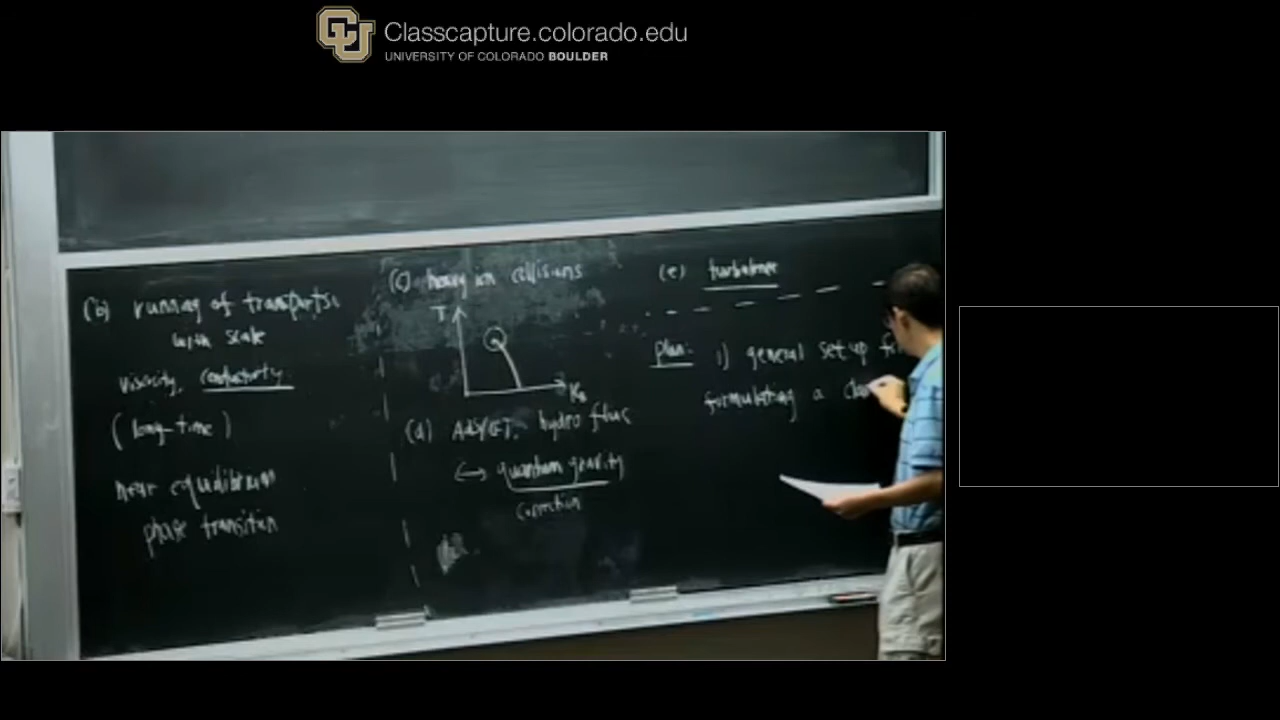 CU Classcapture.colorado.edu
UNIVERSITY OF COLORADO BOULDER
(b) running of transports
with scale
viscosity, conductivity
(long-time)
near equilibrium
phase transition
(c) heavy ion collisions
T
(d) AdS/CFT, hydro fluc
↔ quantum gravity
correction
(e) turbulence
plan: 1) general set up
formulating a